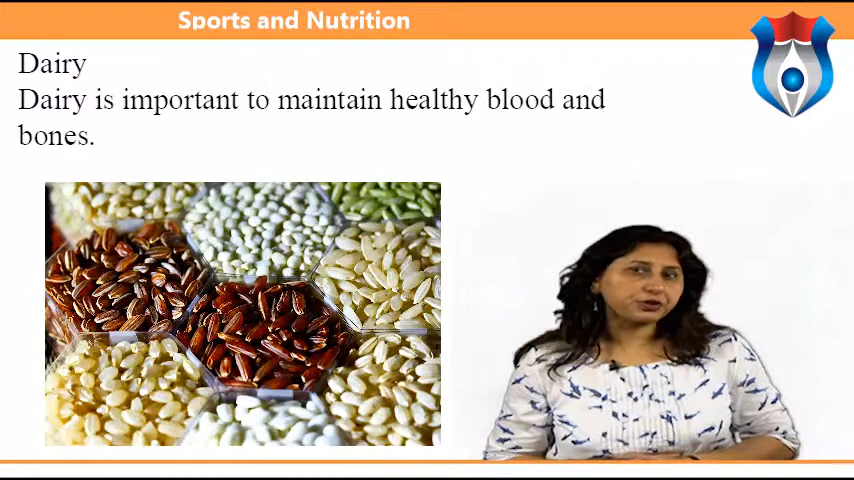 Sports and Nutrition
Dairy
Dairy is important to maintain healthy blood and
bones.